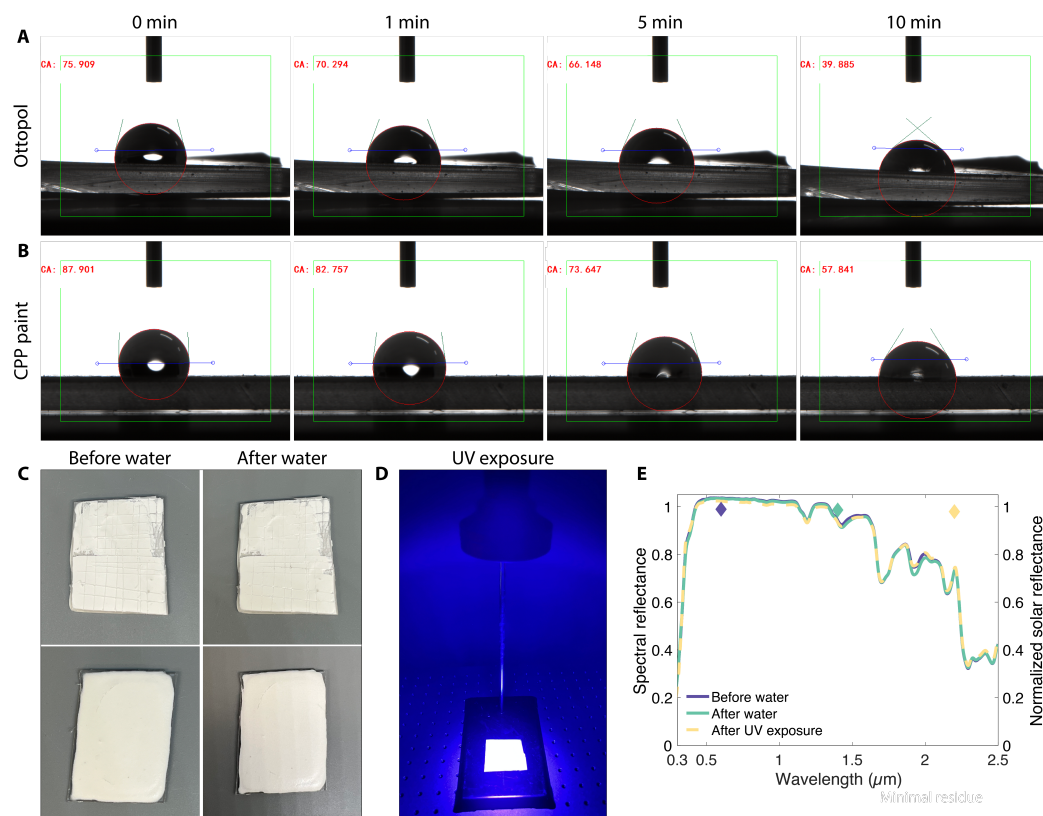 0 min 1 min 5 min 10 min
A
Ottopol
CA: 75.909
CA: 70.294
CA: 66.148
CA: 39.885
B
CPP paint
CA: 87.901
CA: 82.757
CA: 73.647
CA: 57.841
C Before water After water D UV exposure E
Spectral reflectance
1
0.8
0.6
0.4
0.2
0
Before water
After water
After UV exposure
1
0.8
0.6
0.4
0.2
0
Normalized solar reflectance
0.3 0.5 1 1.5 2 2.5
Wavelength (µm)
Minimal residue